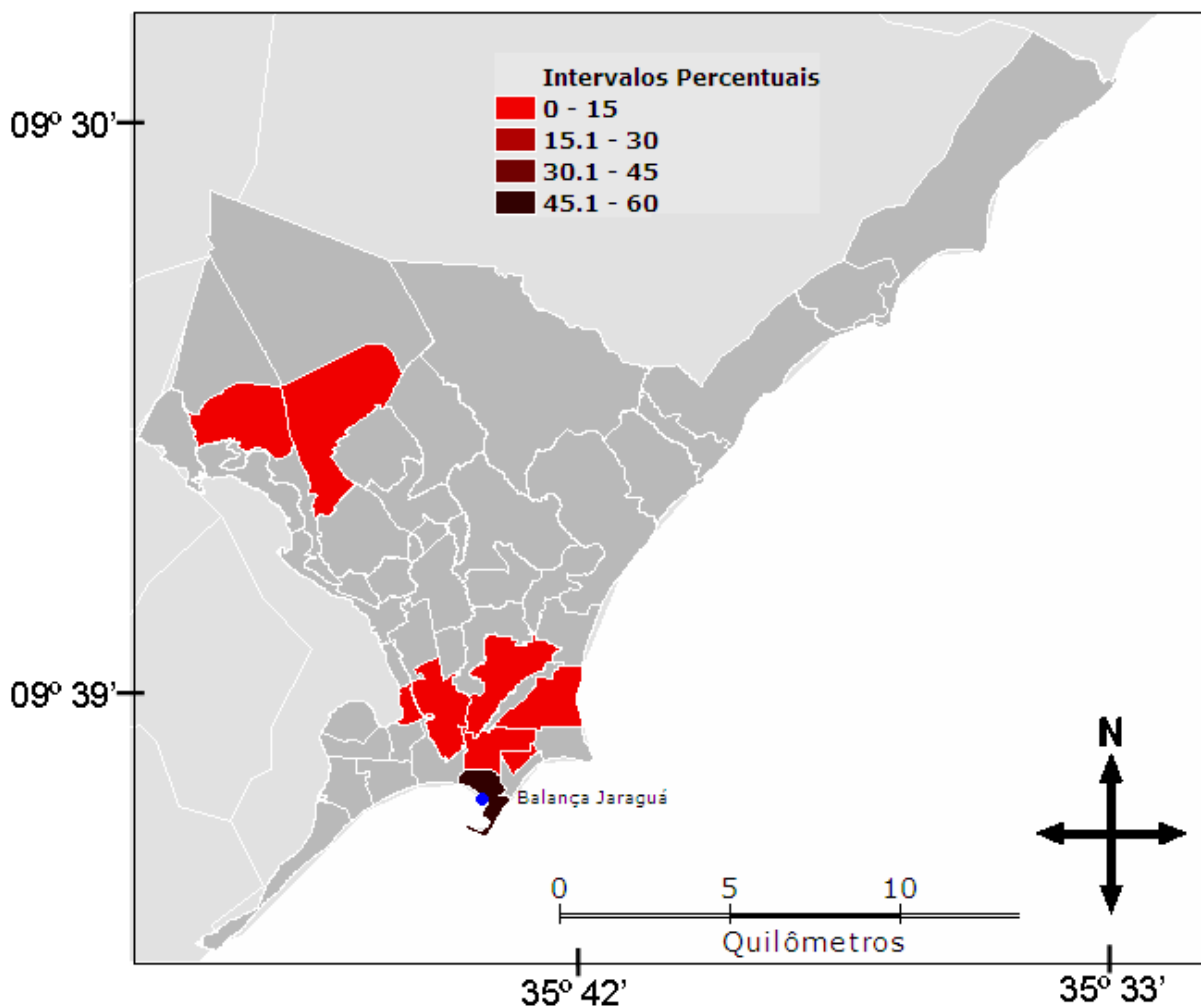 Intervalos Percentuais
0 - 15
15.1 - 30
30.1 - 45
45.1 - 60
09º 30’
09º 39’
Balança Jaraguá
N
0 5 10
Quilômetros
35º 42’
35º 33’